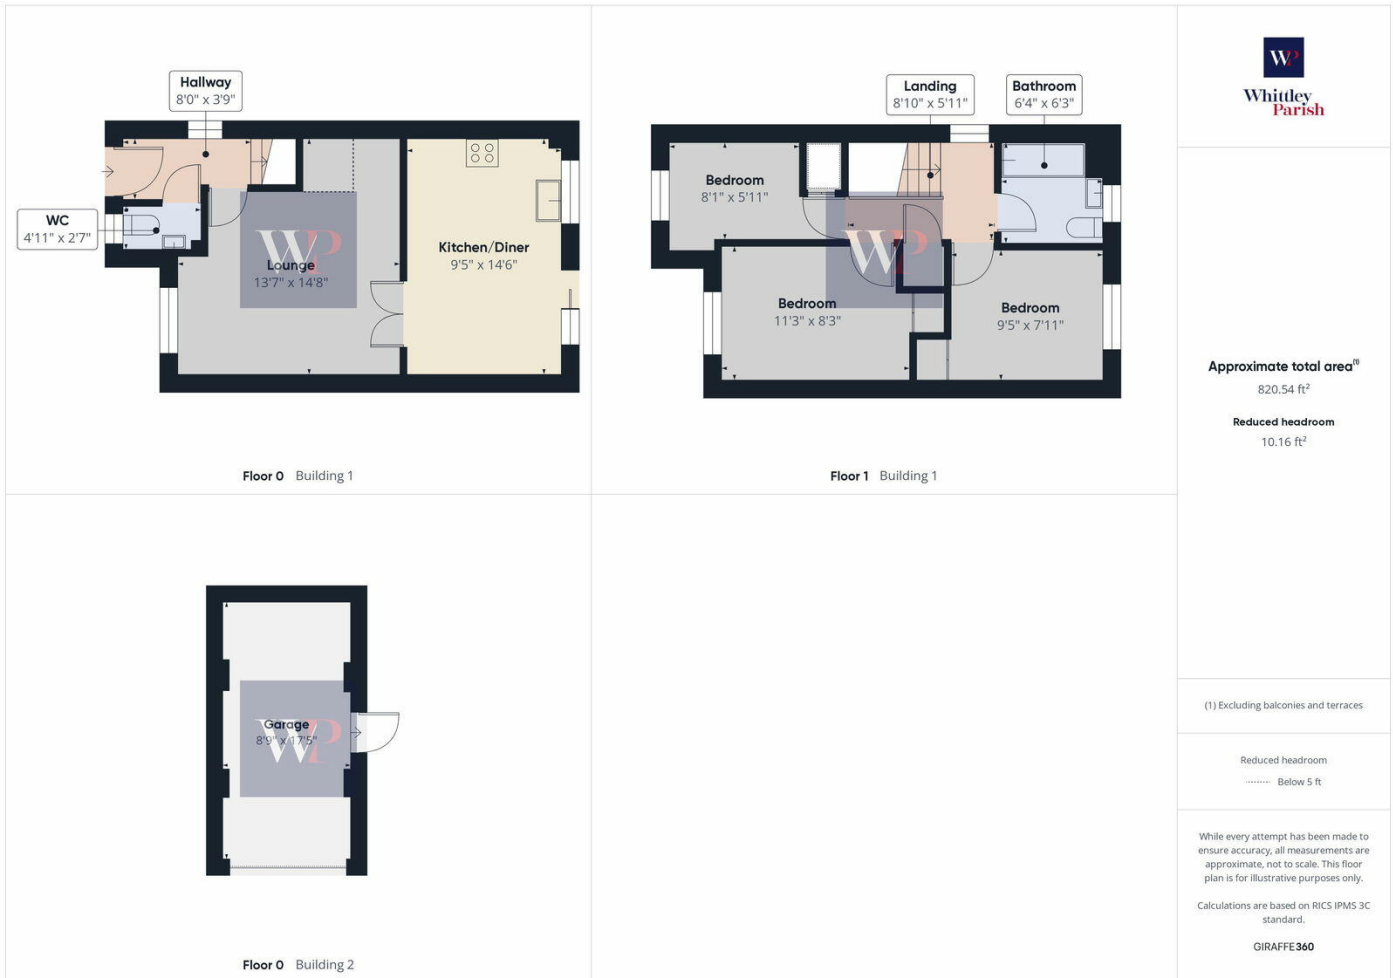 Hallway
8'0" x 3'9"
WC
4'11" x 2'7"
WP
Lounge
13'7" x 14'8"
Kitchen/Diner
9'5" x 14'6"
Floor 0 Building 1
Landing
8'10" x 5'11"
Bathroom
6'4" x 6'3"
Bedroom
8'1" x 5'11"
WP
Bedroom
11'3" x 8'3"
Bedroom
9'5" x 7'11"
Floor 1 Building 1
WP
Garage
8'9" x 17'5"
Floor 0 Building 2
WP
Whittley
Parish
Approximate total area(1)
820.54 ft²
Reduced headroom
10.16 ft²
(1) Excluding balconies and terraces
Reduced headroom
Below 5 ft
While every attempt has been made to
ensure accuracy, all measurements are
approximate, not to scale. This floor
plan is for illustrative purposes only.
Calculations are based on RICS IPMS 3C
standard.
GIRAFFE360